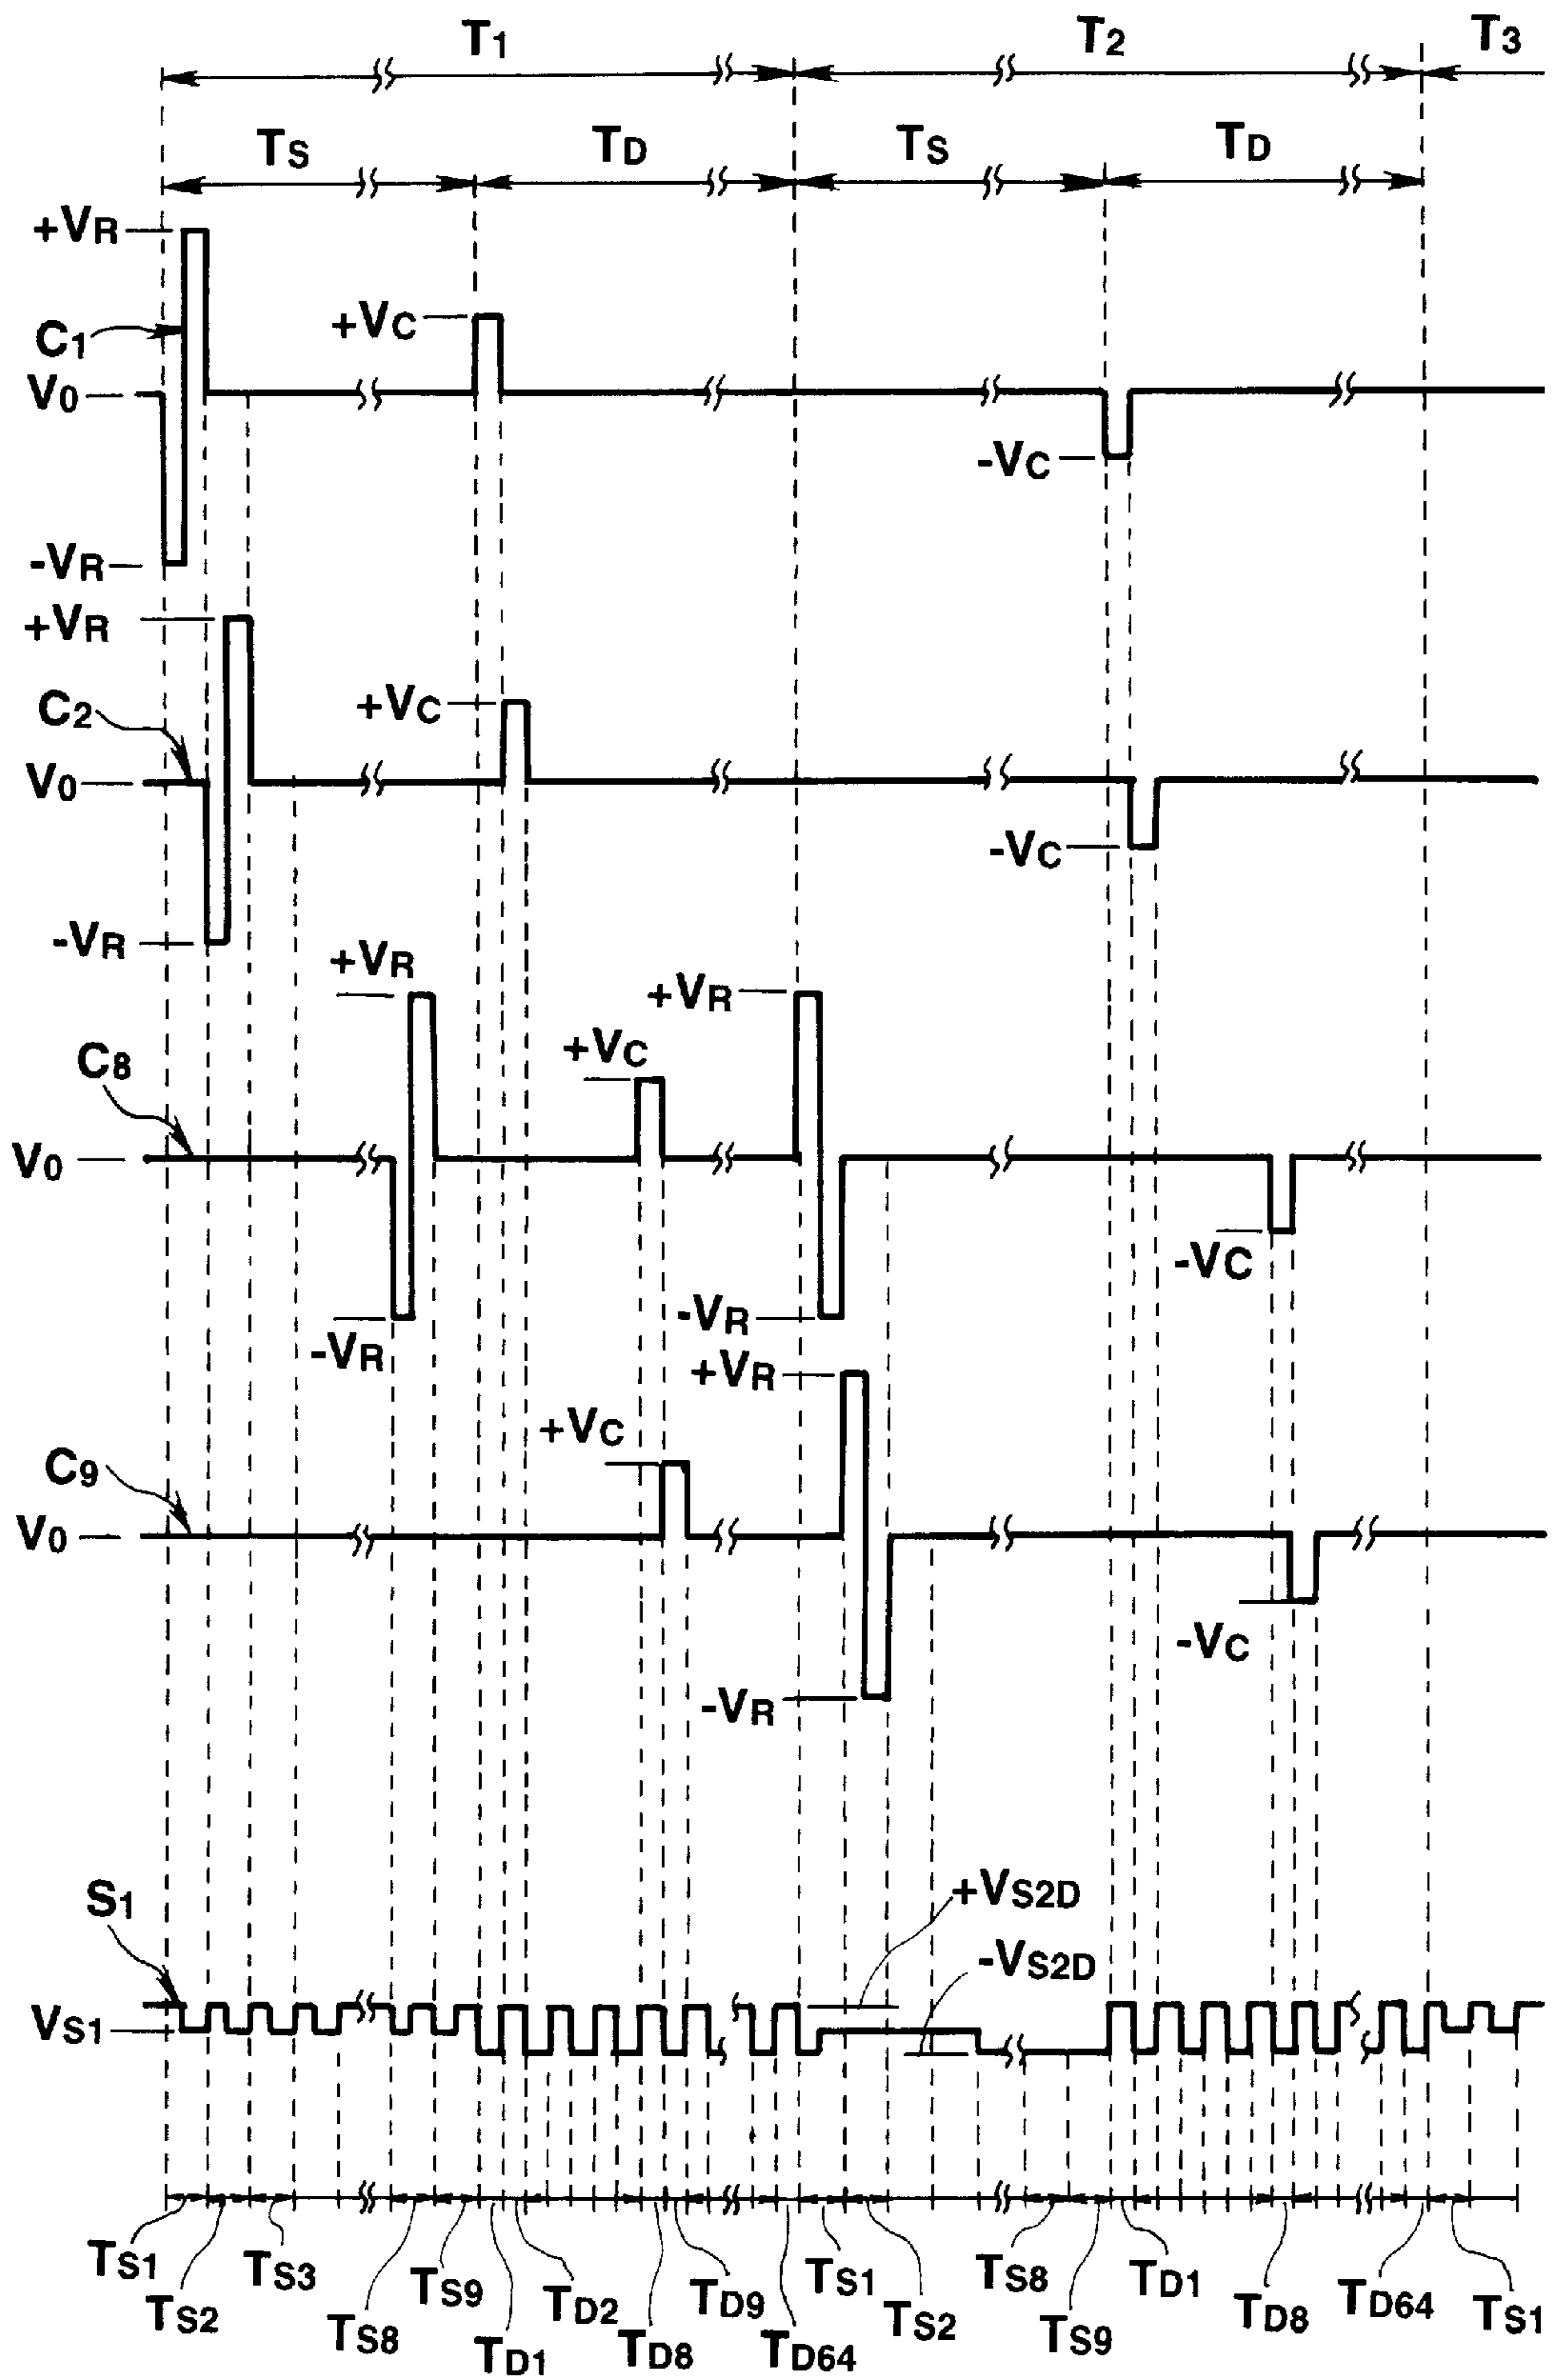 T1 T2 T3
TS TD TS TD
+VR
+VC
C1
V0
-VC
-VR
+VR
+VC
C2
V0
-VC
-VR
+VR
+VR
+VC
C8
V0
-VC
-VR
-VR
+VR
+VC
C9
V0
-VC
-VR
+VS2D
S1
-VS2D
VS1
TS1 TS2 TS3 TS8 TS9 TD1 TD2 TD8 TD9 TD64 TS1 TS2 TS8 TS9 TD1 TD8 TD64 TS1